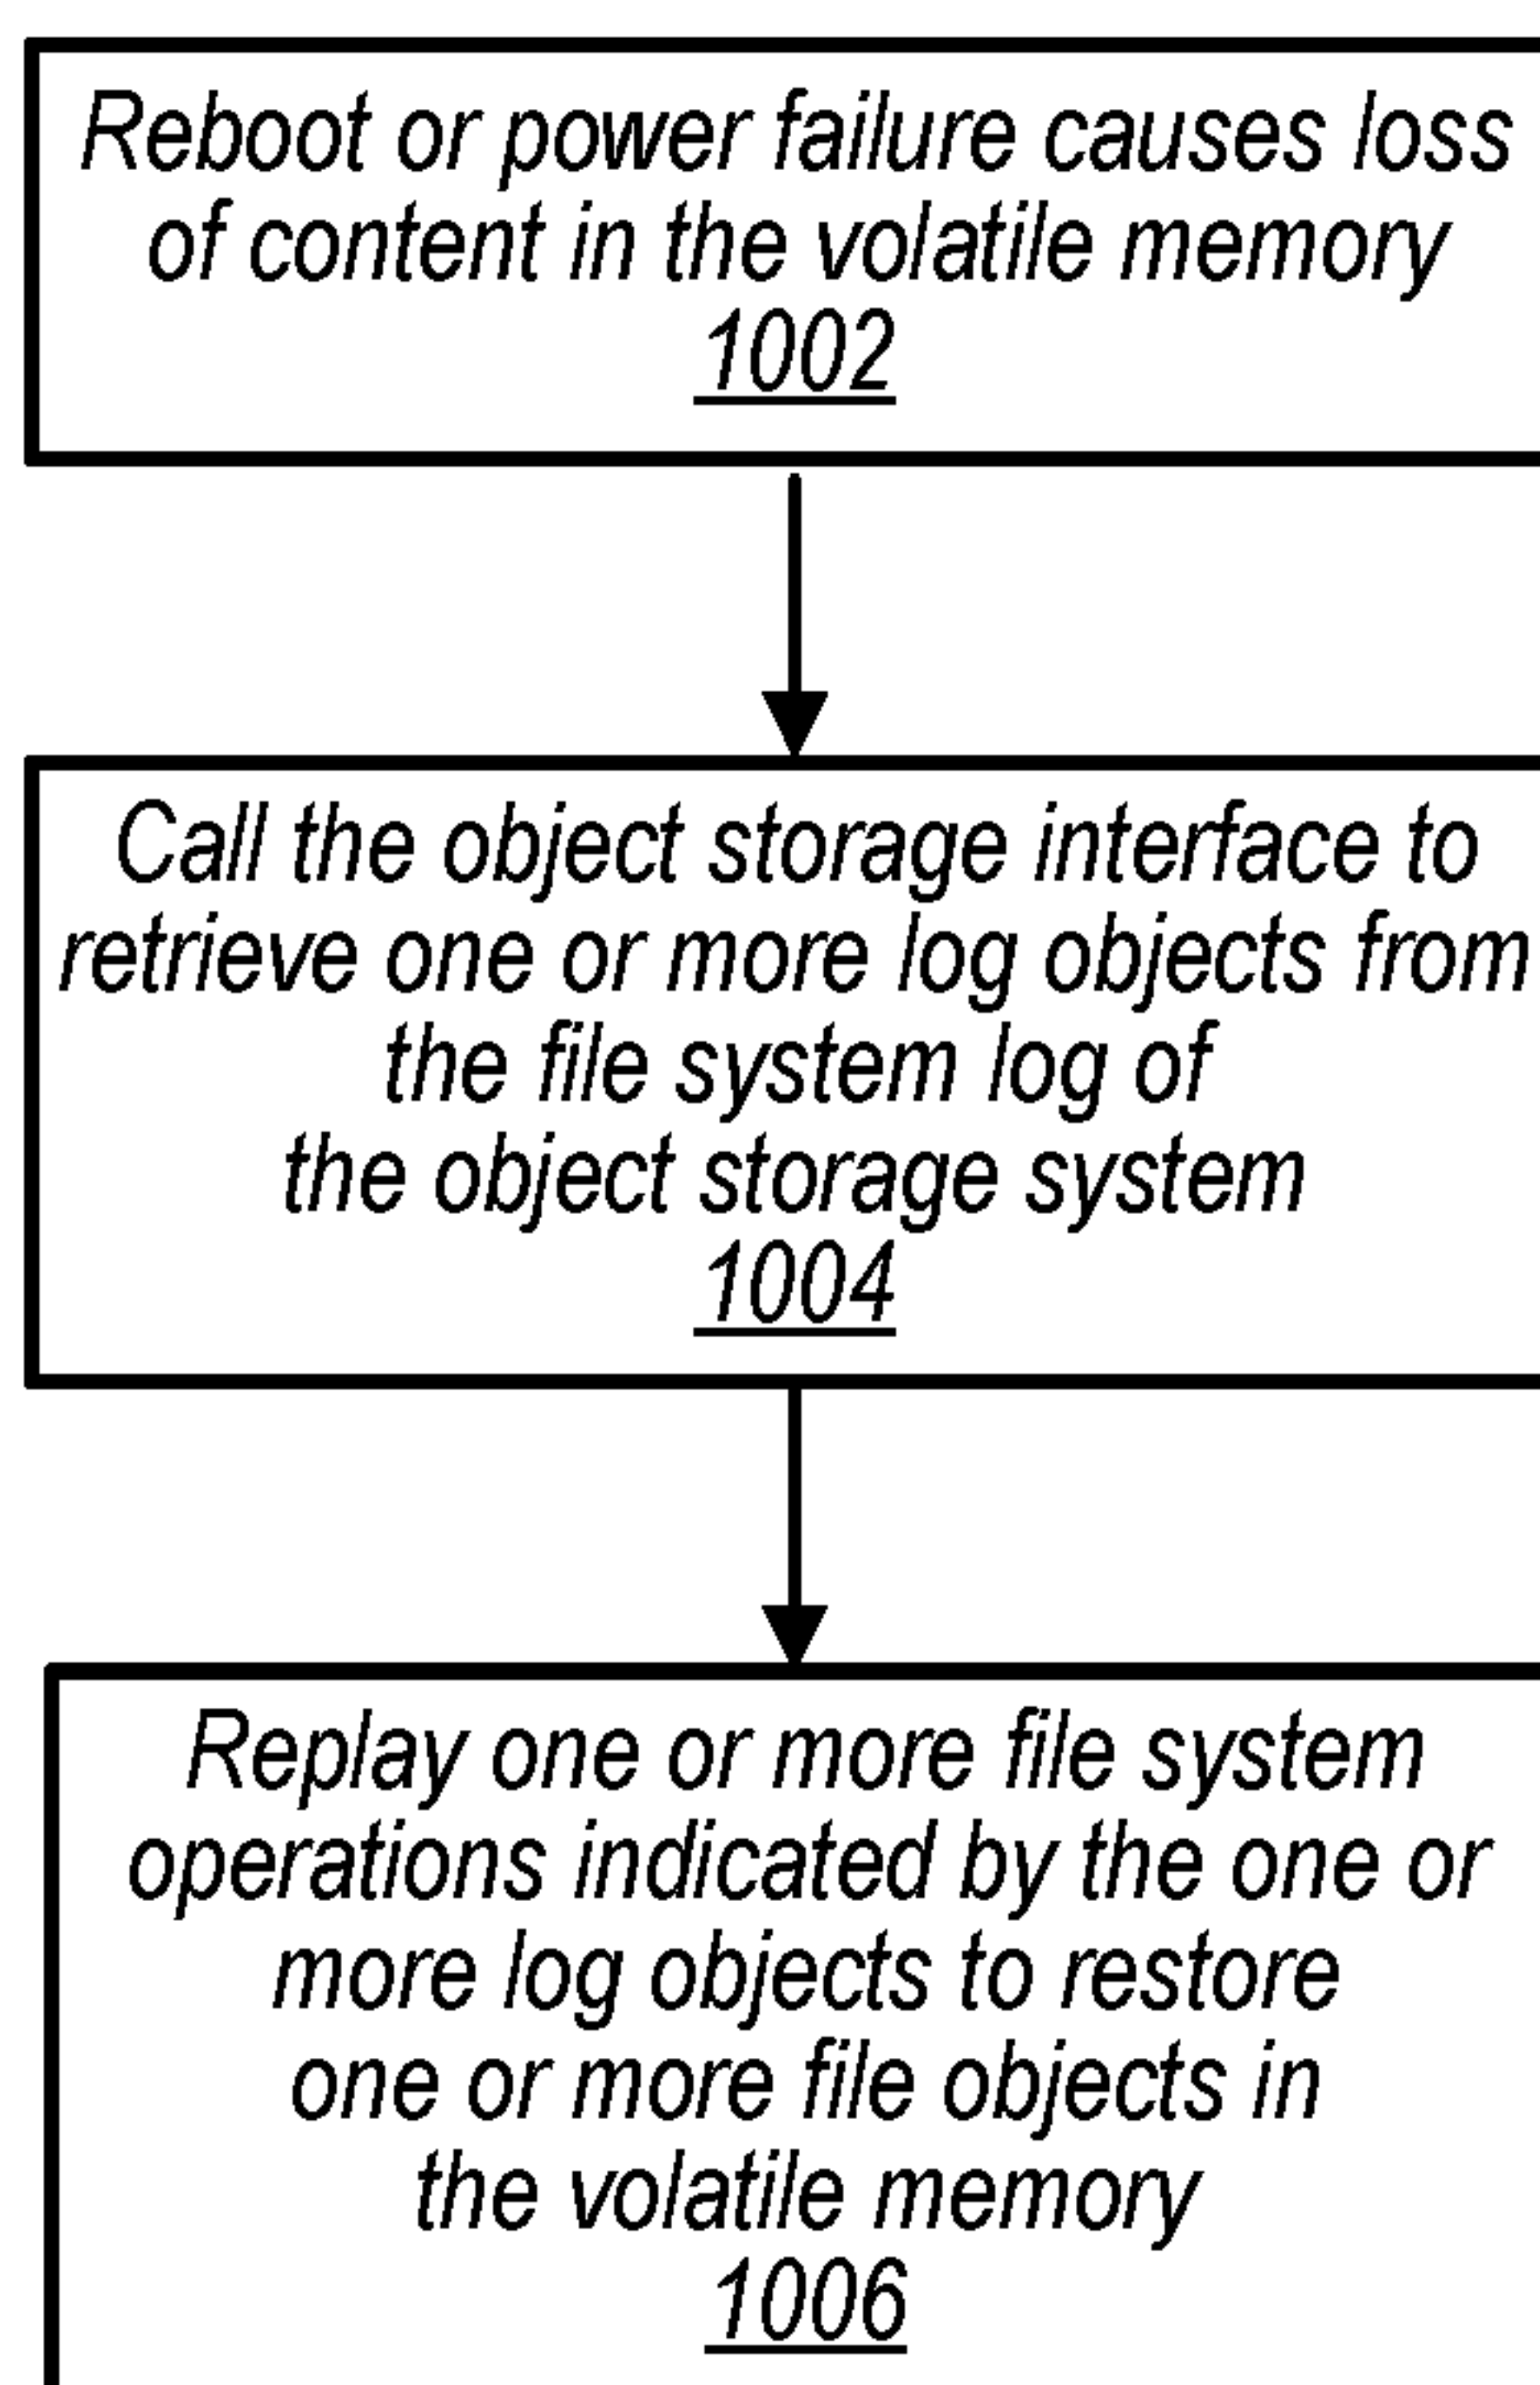 Reboot or power failure causes loss
of content in the volatile memory
1002
Call the object storage interface to
retrieve one or more log objects from
the file system log of
the object storage system
1004
Replay one or more file system
operations indicated by the one or
more log objects to restore
one or more file objects in
the volatile memory
1006